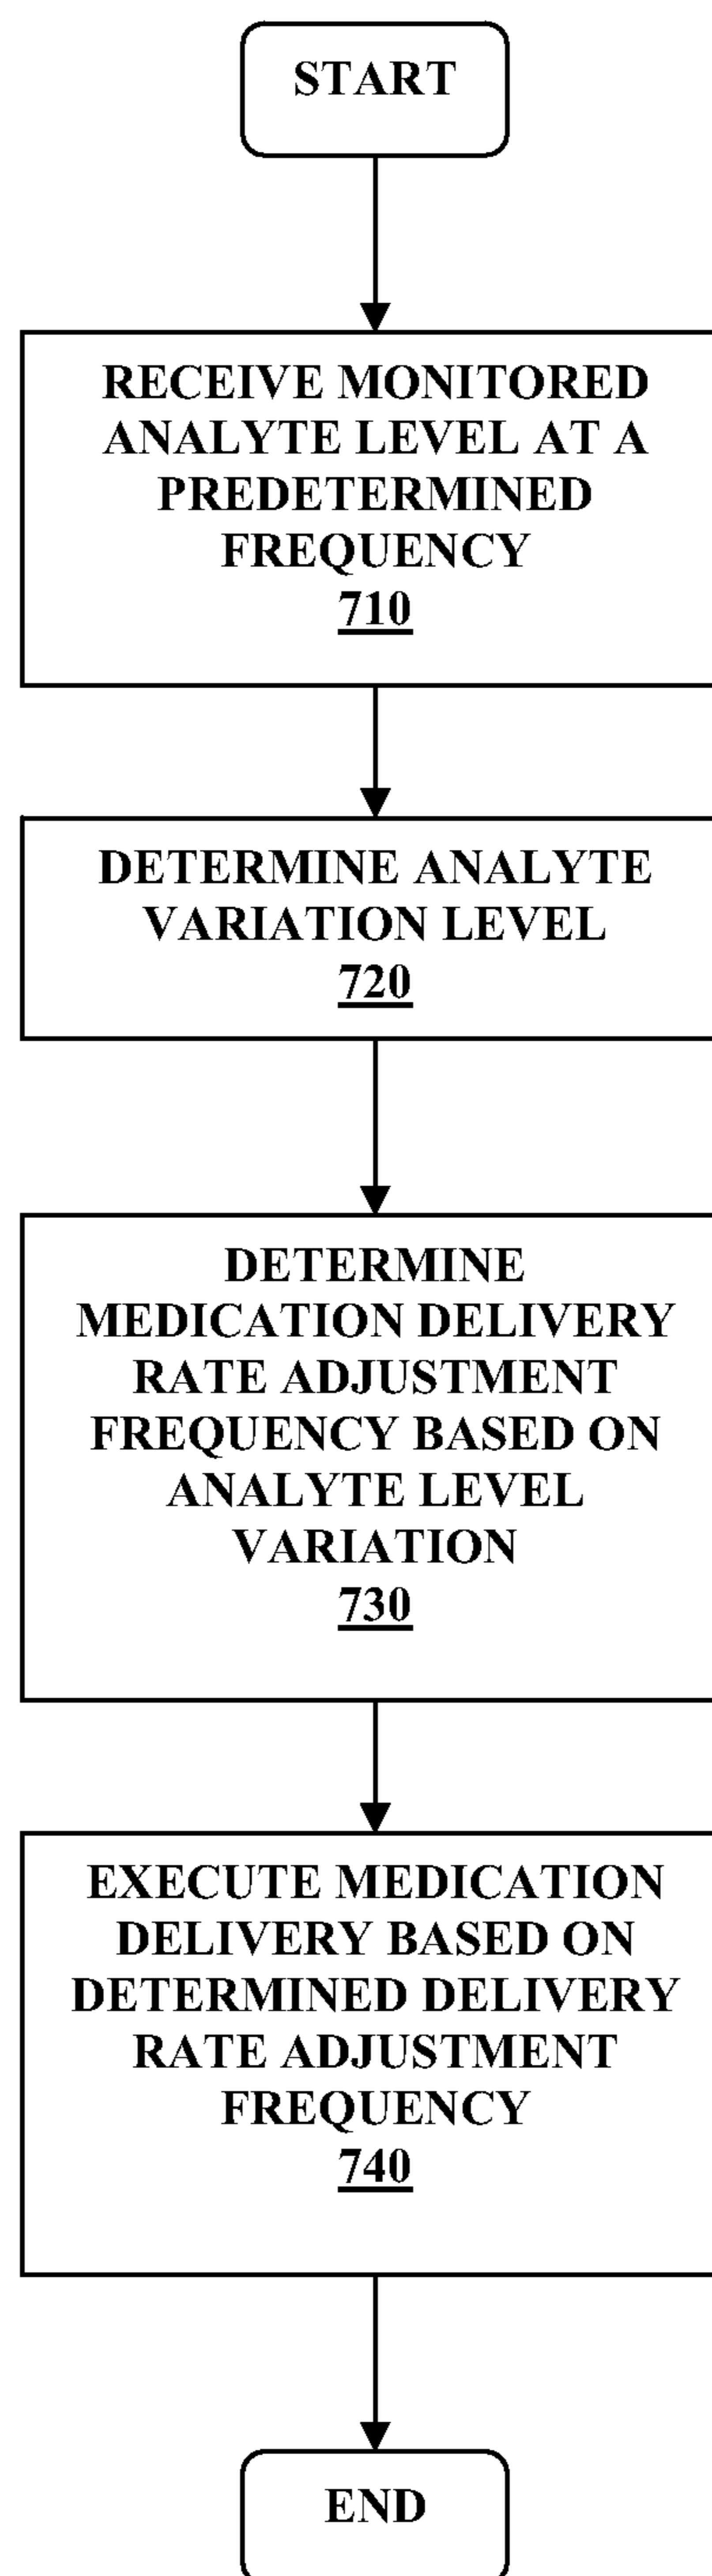 START
RECEIVE MONITORED
ANALYTE LEVEL AT A
PREDETERMINED
FREQUENCY
710
DETERMINE ANALYTE
VARIATION LEVEL
720
DETERMINE
MEDICATION DELIVERY
RATE ADJUSTMENT
FREQUENCY BASED ON
ANALYTE LEVEL
VARIATION
730
EXECUTE MEDICATION
DELIVERY BASED ON
DETERMINED DELIVERY
RATE ADJUSTMENT
FREQUENCY
740
END